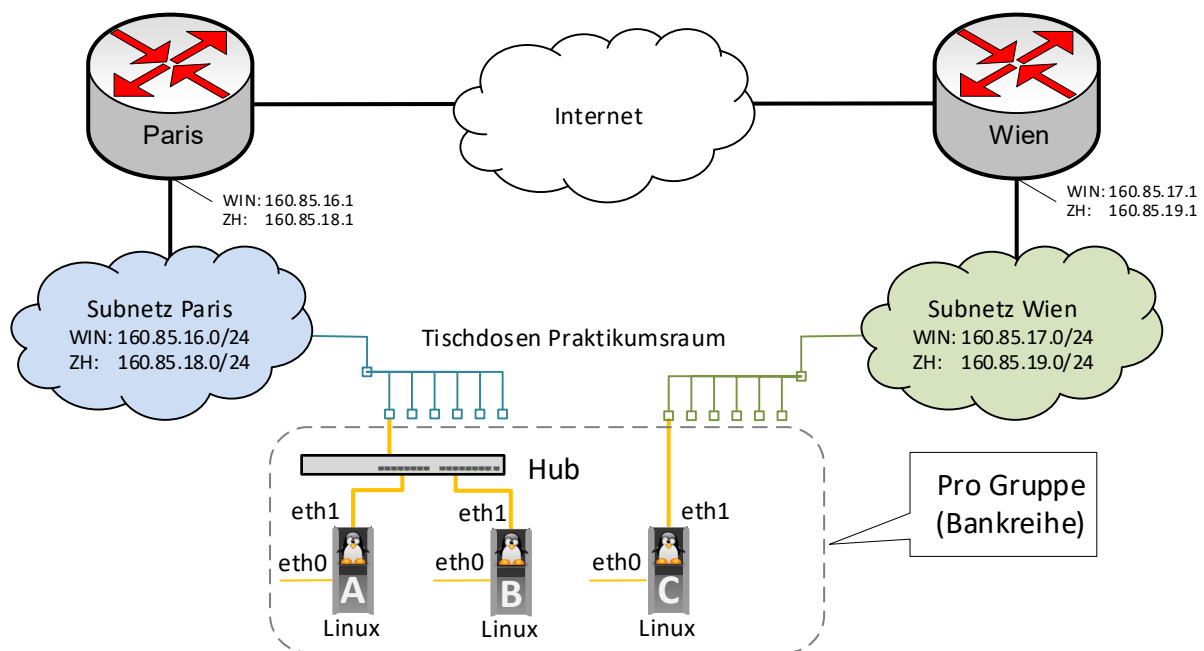 Paris
Internet
Wien
WIN: 160.85.16.1
ZH: 160.85.18.1
WIN: 160.85.17.1
ZH: 160.85.19.1
Subnetz Paris
WIN: 160.85.16.0/24
ZH: 160.85.18.0/24
Tischdosen Praktikumsraum
Subnetz Wien
WIN: 160.85.17.0/24
ZH: 160.85.19.0/24
Hub
Pro Gruppe
(Bankreihe)
eth1
eth1
eth1
eth0
eth0
eth0
A
B
C
Linux
Linux
Linux